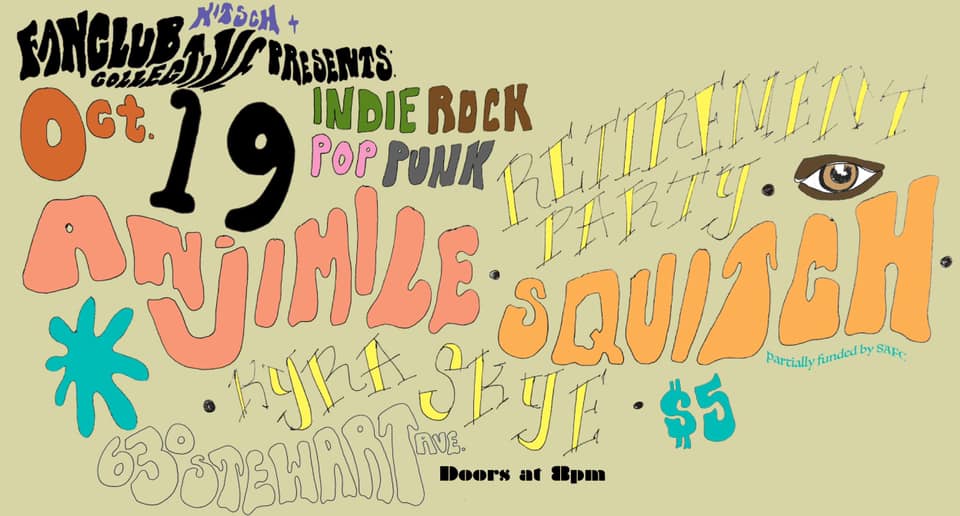 NITSCH +
FANCLUB
COLLECTIVE PRESENTS:
Oct. 19
INDIE ROCK
POP PUNK
RETIREMENT
PARTY
ANJIMILE
SQUITCH
partially funded by SAFC
KYRA SKYE
$5
630 STEWART AVE.
Doors at 8pm